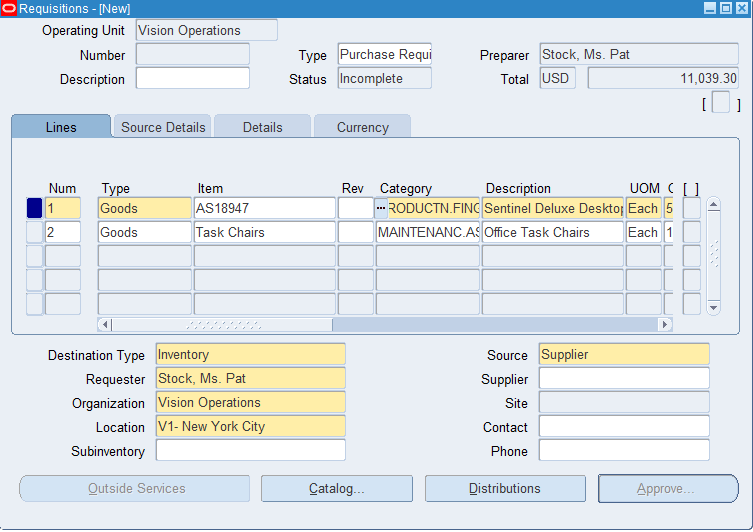 Requisitions - [New]
Operating Unit Vision Operations
Number Type Purchase Requi Preparer Stock, Ms. Pat
Description Status Incomplete Total USD 11,039.30
[ ]
Lines Source Details Details Currency
Num Type Item Rev Category Description UOM [ ]
1 Goods AS18947 ... RODUCTN.FINC Sentinel Deluxe Desktop Each 5
2 Goods Task Chairs MAINTENANC.AS Office Task Chairs Each 1
Destination Type Inventory Source Supplier
Requester Stock, Ms. Pat Supplier
Organization Vision Operations Site
Location V1- New York City Contact
Subinventory Phone
Outside Services Catalog... Distributions Approve...